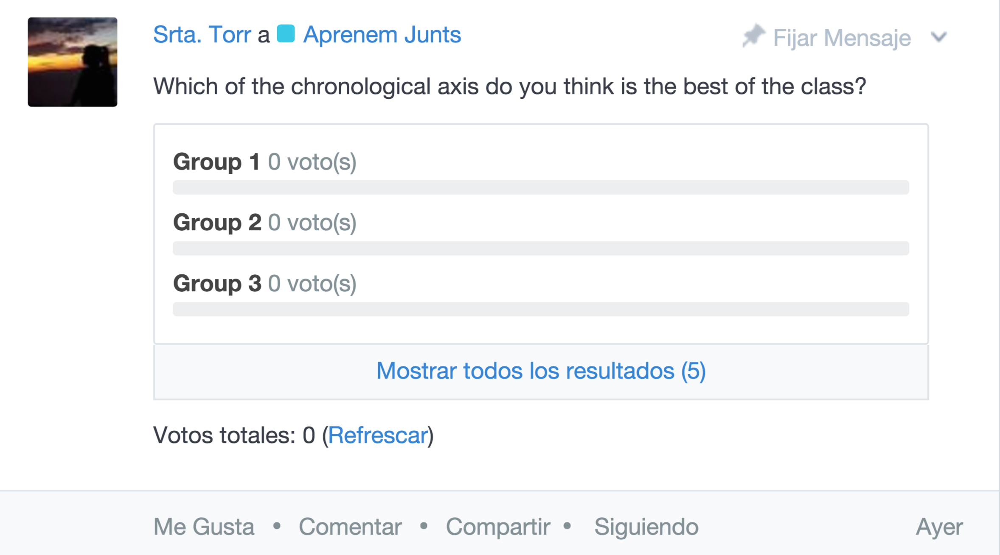 Srta. Torr a Aprenem Junts
Fijar Mensaje
Which of the chronological axis do you think is the best of the class?
Group 1 0 voto(s)
Group 2 0 voto(s)
Group 3 0 voto(s)
Mostrar todos los resultados (5)
Votos totales: 0 (Refrescar)
Me Gusta • Comentar • Compartir • Siguiendo
Ayer